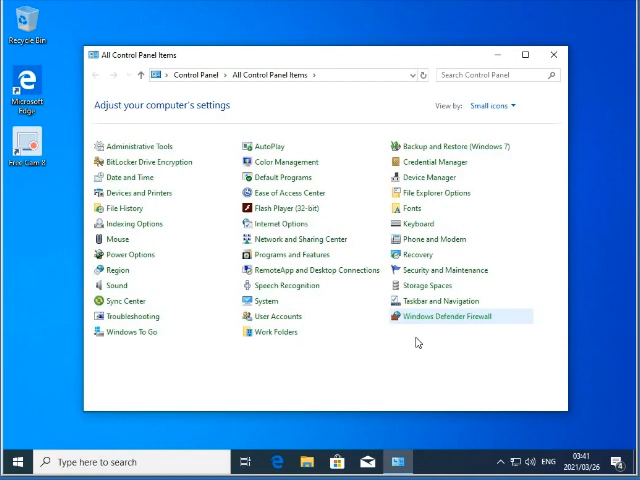 Recycle Bin
Microsoft
Edge
Free Cam 8
All Control Panel Items
Control Panel
All Control Panel Items
Search Control Panel
Adjust your computer's settings
View by:
Small icons
Administrative Tools
AutoPlay
Backup and Restore (Windows 7)
BitLocker Drive Encryption
Color Management
Credential Manager
Date and Time
Default Programs
Device Manager
Devices and Printers
Ease of Access Center
File Explorer Options
File History
Flash Player (32-bit)
Fonts
Indexing Options
Internet Options
Keyboard
Mouse
Network and Sharing Center
Phone and Modem
Power Options
Programs and Features
Recovery
Region
RemoteApp and Desktop Connections
Security and Maintenance
Sound
Speech Recognition
Storage Spaces
Sync Center
System
Taskbar and Navigation
Troubleshooting
User Accounts
Windows Defender Firewall
Windows To Go
Work Folders
Type here to search
ENG
03:41
2021/03/26
4